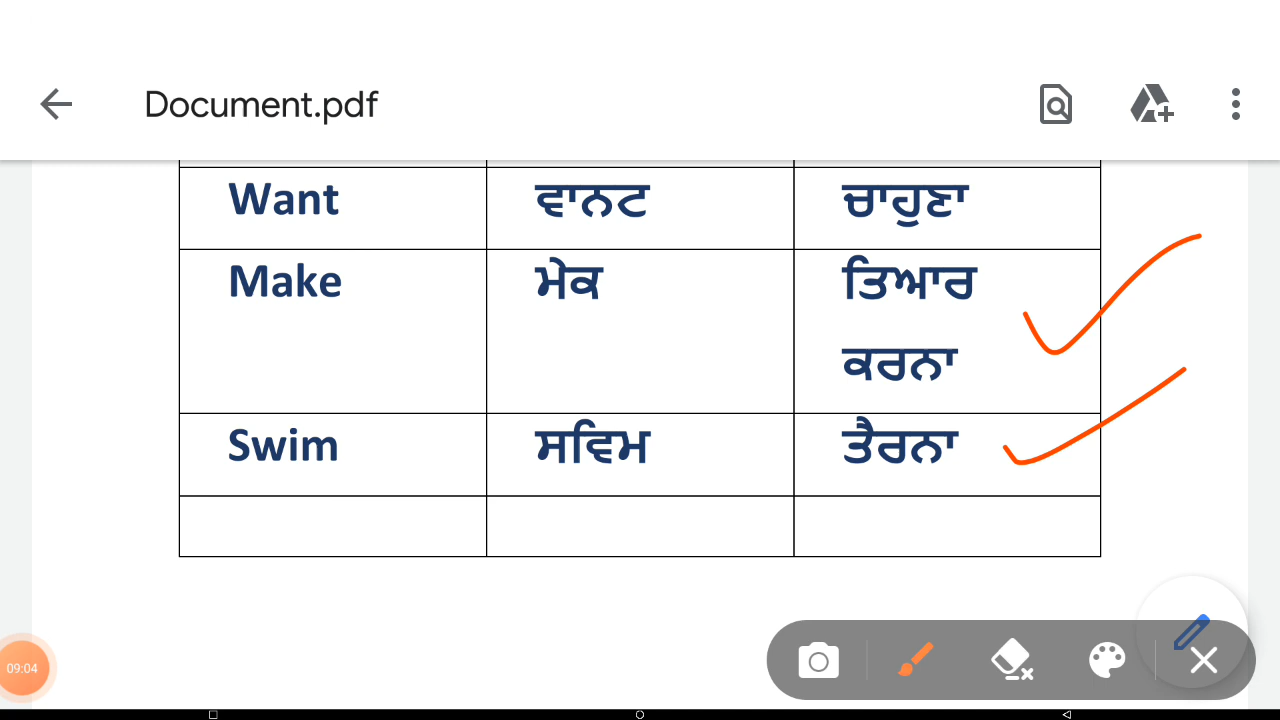 Document.pdf
Want ਵਾਨਟ ਚਾਹੁਣਾ
Make ਮੇਕ ਤਿਆਰ
ਕਰਨਾ
Swim ਸਵਿਮ ਤੈਰਨਾ
09:04